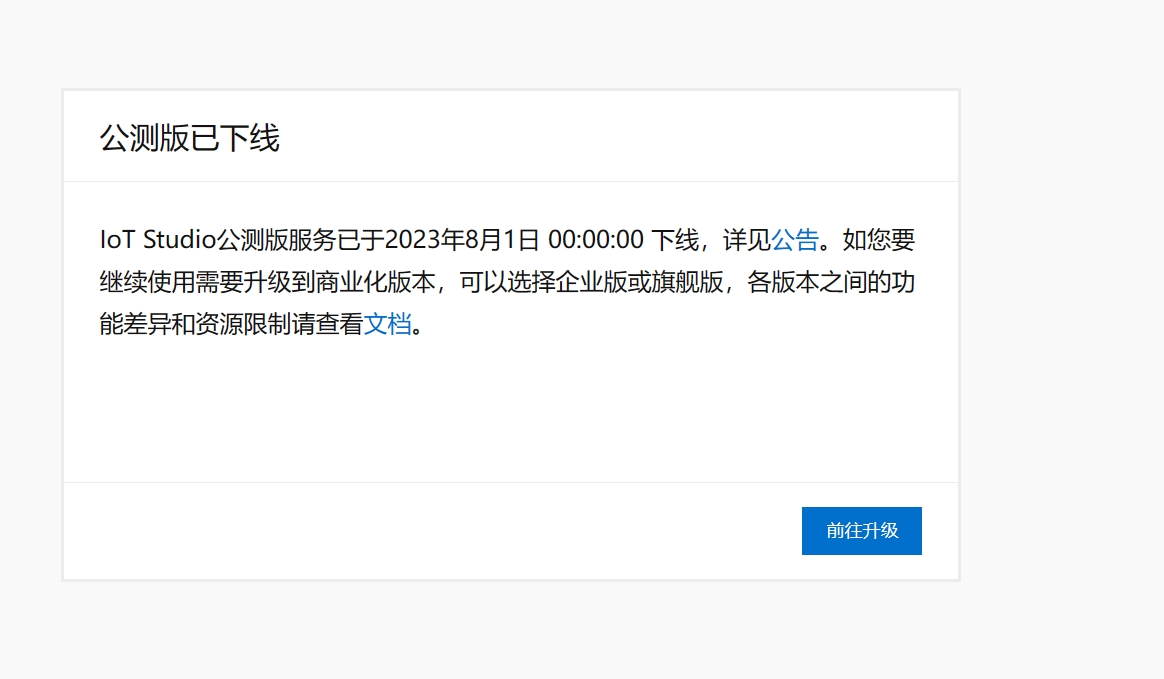 公测版已下线
IoT Studio公测版服务已于2023年8月1日 00:00:00 下线，详见公告。如您要
继续使用需要升级到商业化版本，可以选择企业版或旗舰版，各版本之间的功
能差异和资源限制请查看文档。
前往升级